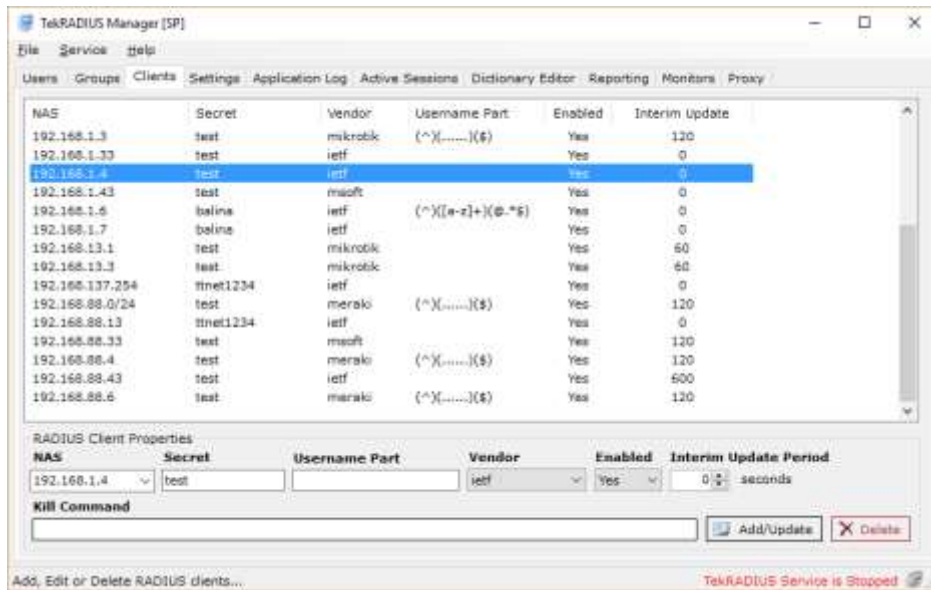 TekRADIUS Manager [SP]
File Service Help
Users Groups Clients Settings Application Log Active Sessions Dictionary Editor Reporting Monitors Proxy
NAS Secret Vendor Username Part Enabled Interim Update
192.168.1.3 test mikrotik (^)(......)($) Yes 120
192.168.1.33 test ietf Yes 0
192.168.1.4 test ietf Yes 0
192.168.1.43 test msoft Yes 0
192.168.1.6 balina ietf (^)([a-z]+)(@.*$) Yes 0
192.168.1.7 balina ietf Yes 0
192.168.13.1 test mikrotik Yes 60
192.168.13.3 test mikrotik Yes 60
192.168.137.254 ttnet1234 ietf Yes 0
192.168.88.0/24 test meraki (^)(......)($) Yes 120
192.168.88.13 ttnet1234 ietf Yes 0
192.168.88.33 test msoft Yes 120
192.168.88.4 test meraki (^)(......)($) Yes 120
192.168.88.43 test ietf Yes 600
192.168.88.6 test meraki (^)(......)($) Yes 120
RADIUS Client Properties
NAS Secret Username Part Vendor Enabled Interim Update Period
192.168.1.4 test ietf Yes 0 seconds
Kill Command
Add/Update Delete
Add, Edit or Delete RADIUS clients... TekRADIUS Service is Stopped